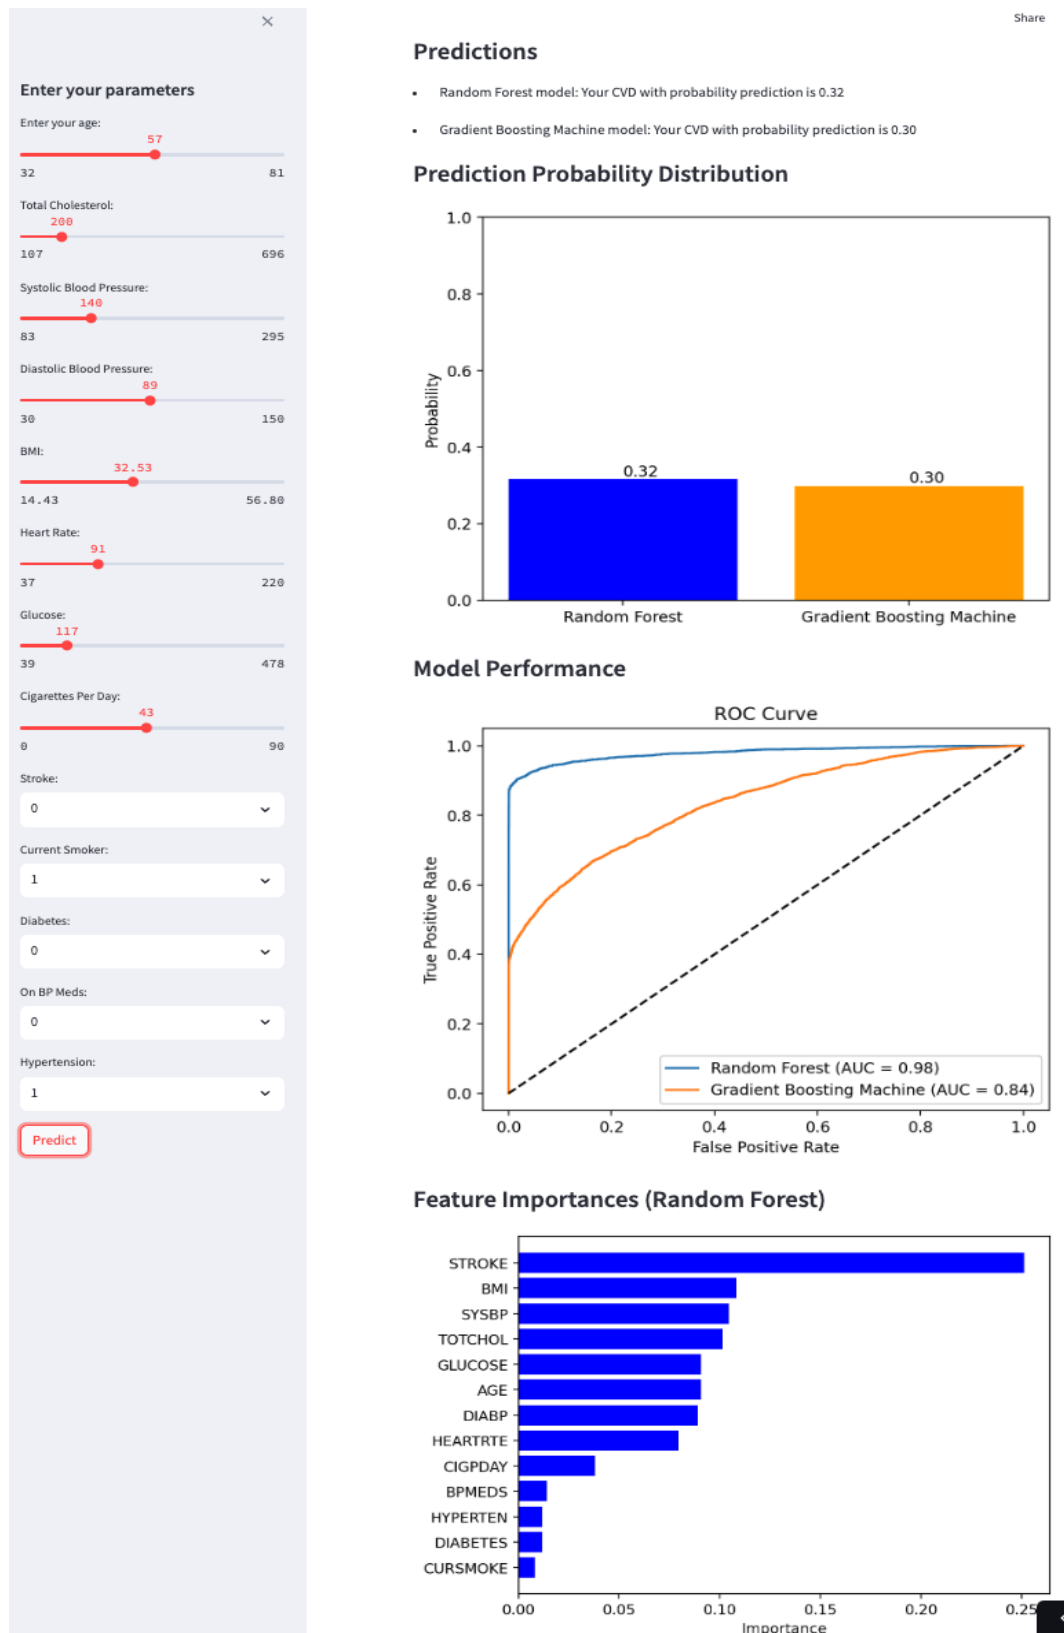 ×
Enter your parameters
Enter your age:
57
32 81
Total Cholesterol:
200
107 696
Systolic Blood Pressure:
140
83 295
Diastolic Blood Pressure:
89
30 150
BMI:
32.53
14.43 56.80
Heart Rate:
91
37 220
Glucose:
117
39 478
Cigarettes Per Day:
43
0 90
Stroke:
0
Current Smoker:
1
Diabetes:
0
On BP Meds:
0
Hypertension:
1
Predict
Share
Predictions
• Random Forest model: Your CVD with probability prediction is 0.32
• Gradient Boosting Machine model: Your CVD with probability prediction is 0.30
Prediction Probability Distribution
1.0
0.8
0.6
0.4
0.2
0.0
Probability
0.32
0.30
Random Forest
Gradient Boosting Machine
Model Performance
ROC Curve
1.0
0.8
0.6
0.4
0.2
0.0
True Positive Rate
Random Forest (AUC = 0.98)
Gradient Boosting Machine (AUC = 0.84)
0.0 0.2 0.4 0.6 0.8 1.0
False Positive Rate
Feature Importances (Random Forest)
STROKE
BMI
SYSBP
TOTCHOL
GLUCOSE
AGE
DIABP
HEARTRTE
CIGPDAY
BPMEDS
HYPERTEN
DIABETES
CURSMOKE
0.00 0.05 0.10 0.15 0.20 0.25
Importance